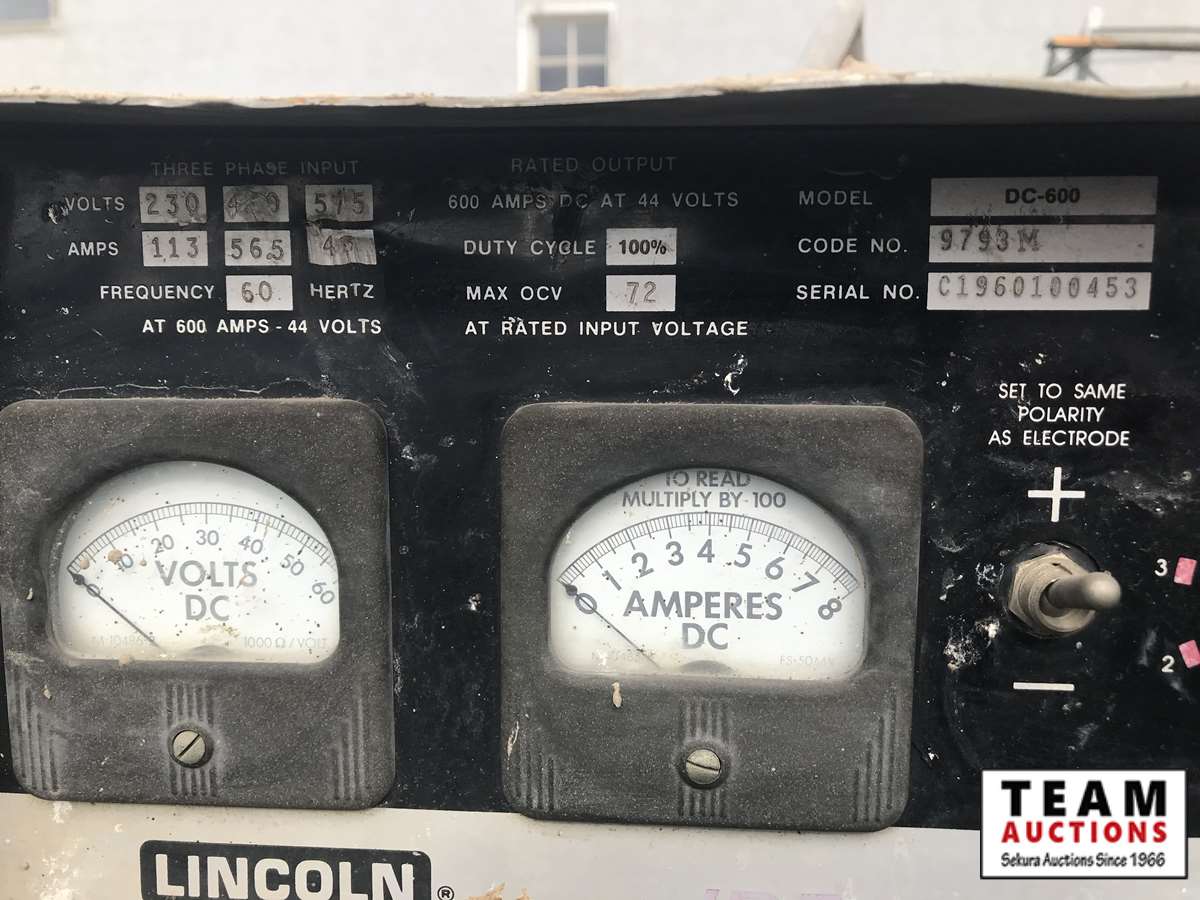 THREE PHASE INPUT
VOLTS 230 575
AMPS 113 565
FREQUENCY 60 HERTZ
AT 600 AMPS - 44 VOLTS
RATED OUTPUT
600 AMPS DC AT 44 VOLTS
DUTY CYCLE 100%
MAX OCV 72
AT RATED INPUT VOLTAGE
MODEL DC-600
CODE NO. 9793M
SERIAL NO. C1960100453
SET TO SAME
POLARITY
AS ELECTRODE
+
−
3
2
0 10 20 30 40 50 60
VOLTS
DC
1000 Ω / VOLT
TO READ
MULTIPLY BY 100
0 1 2 3 4 5 6 7 8
AMPERES
DC
LINCOLN ®
TEAM
AUCTIONS
Sekura Auctions Since 1966